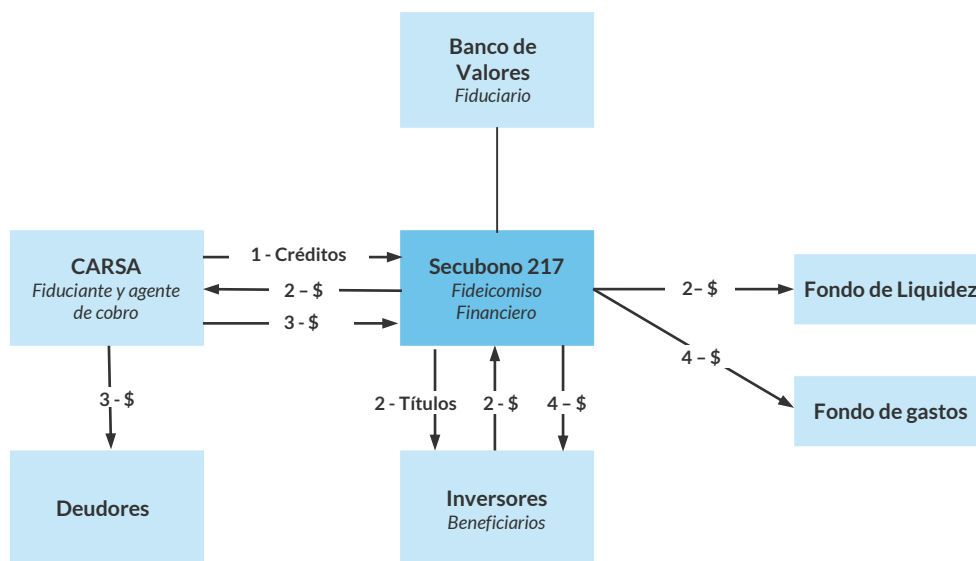 Banco de
Valores
Fiduciario
CARSA
Fiduciante y agente
de cobro
1 - Créditos
2 – $
3 - $
Secubono 217
Fideicomiso
Financiero
2– $
Fondo de Liquidez
4 – $
Fondo de gastos
3 - $
2 - Títulos
2 - $
4 – $
Deudores
Inversores
Beneficiarios